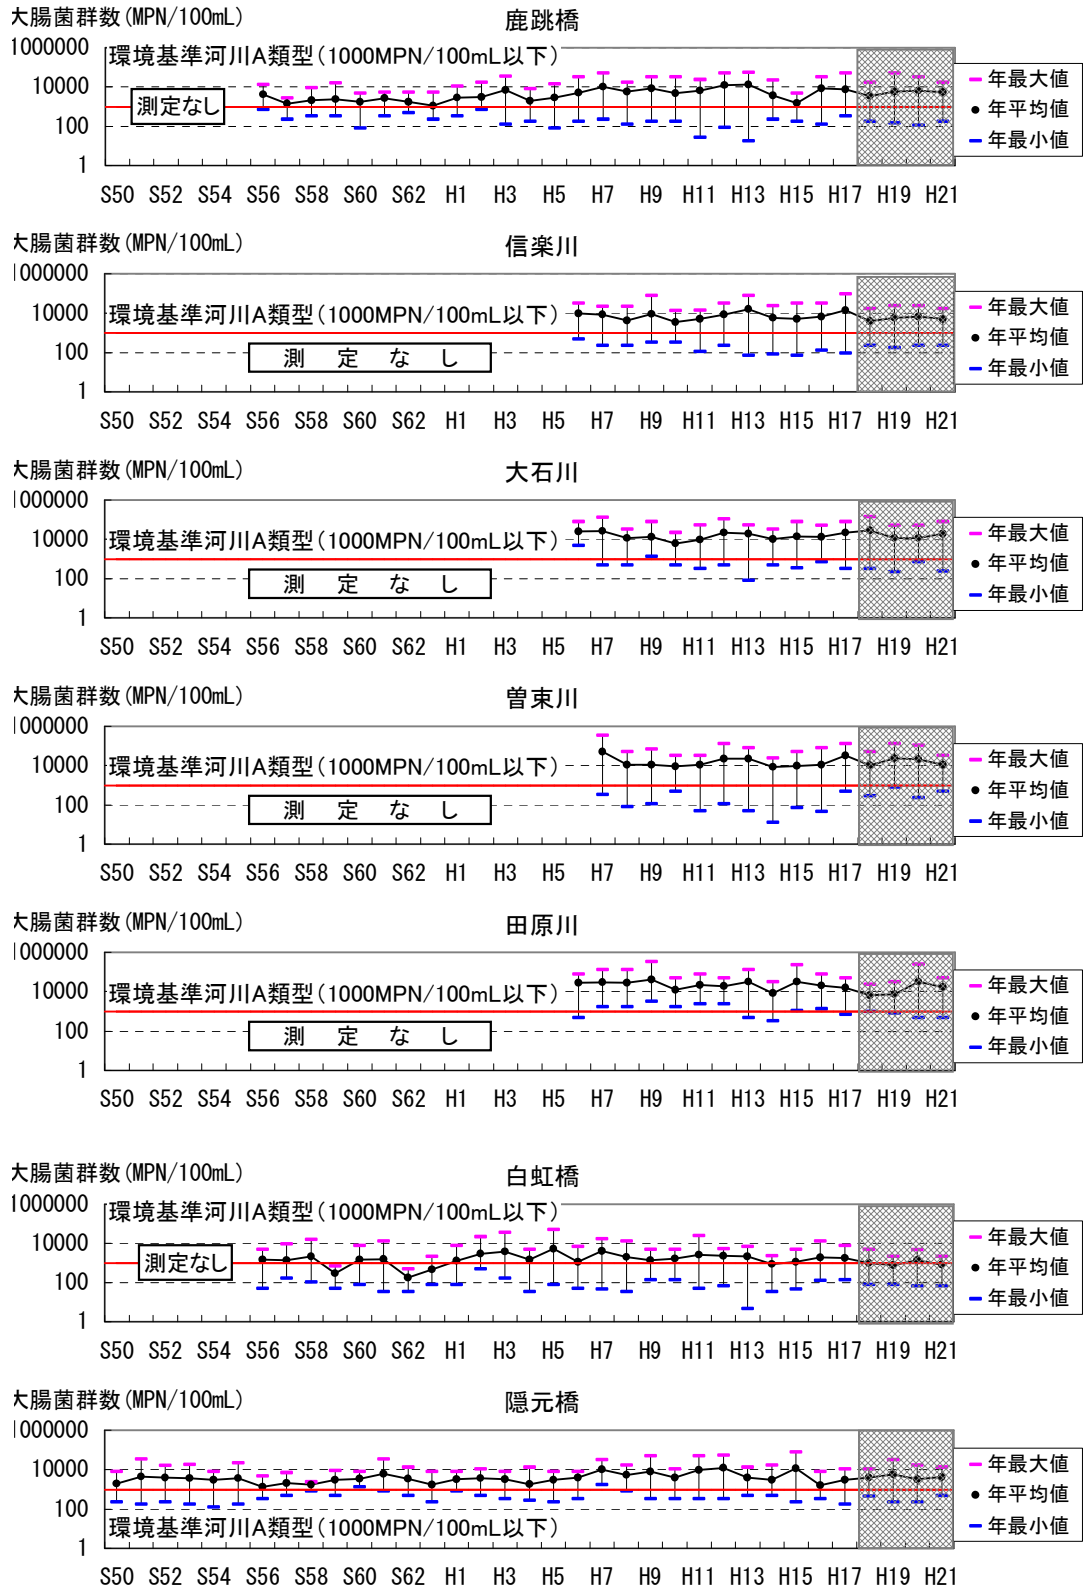 大腸菌群数(MPN/100mL)
鹿跳橋
1000000
環境基準河川A類型(1000MPN/100mL以下)
10000
測定なし
100
1
年最大値
年平均値
年最小値
S50 S52 S54 S56 S58 S60 S62 H1 H3 H5 H7 H9 H11 H13 H15 H17 H19 H21
大腸菌群数(MPN/100mL)
信楽川
1000000
環境基準河川A類型(1000MPN/100mL以下)
10000
測定なし
100
1
年最大値
年平均値
年最小値
S50 S52 S54 S56 S58 S60 S62 H1 H3 H5 H7 H9 H11 H13 H15 H17 H19 H21
大腸菌群数(MPN/100mL)
大石川
1000000
環境基準河川A類型(1000MPN/100mL以下)
10000
測定なし
100
1
年最大値
年平均値
年最小値
S50 S52 S54 S56 S58 S60 S62 H1 H3 H5 H7 H9 H11 H13 H15 H17 H19 H21
大腸菌群数(MPN/100mL)
曽束川
1000000
環境基準河川A類型(1000MPN/100mL以下)
10000
測定なし
100
1
年最大値
年平均値
年最小値
S50 S52 S54 S56 S58 S60 S62 H1 H3 H5 H7 H9 H11 H13 H15 H17 H19 H21
大腸菌群数(MPN/100mL)
田原川
1000000
環境基準河川A類型(1000MPN/100mL以下)
10000
測定なし
100
1
年最大値
年平均値
年最小値
S50 S52 S54 S56 S58 S60 S62 H1 H3 H5 H7 H9 H11 H13 H15 H17 H19 H21
大腸菌群数(MPN/100mL)
白虹橋
1000000
環境基準河川A類型(1000MPN/100mL以下)
10000
測定なし
100
1
年最大値
年平均値
年最小値
S50 S52 S54 S56 S58 S60 S62 H1 H3 H5 H7 H9 H11 H13 H15 H17 H19 H21
大腸菌群数(MPN/100mL)
隠元橋
1000000
10000
100
環境基準河川A類型(1000MPN/100mL以下)
1
年最大値
年平均値
年最小値
S50 S52 S54 S56 S58 S60 S62 H1 H3 H5 H7 H9 H11 H13 H15 H17 H19 H21